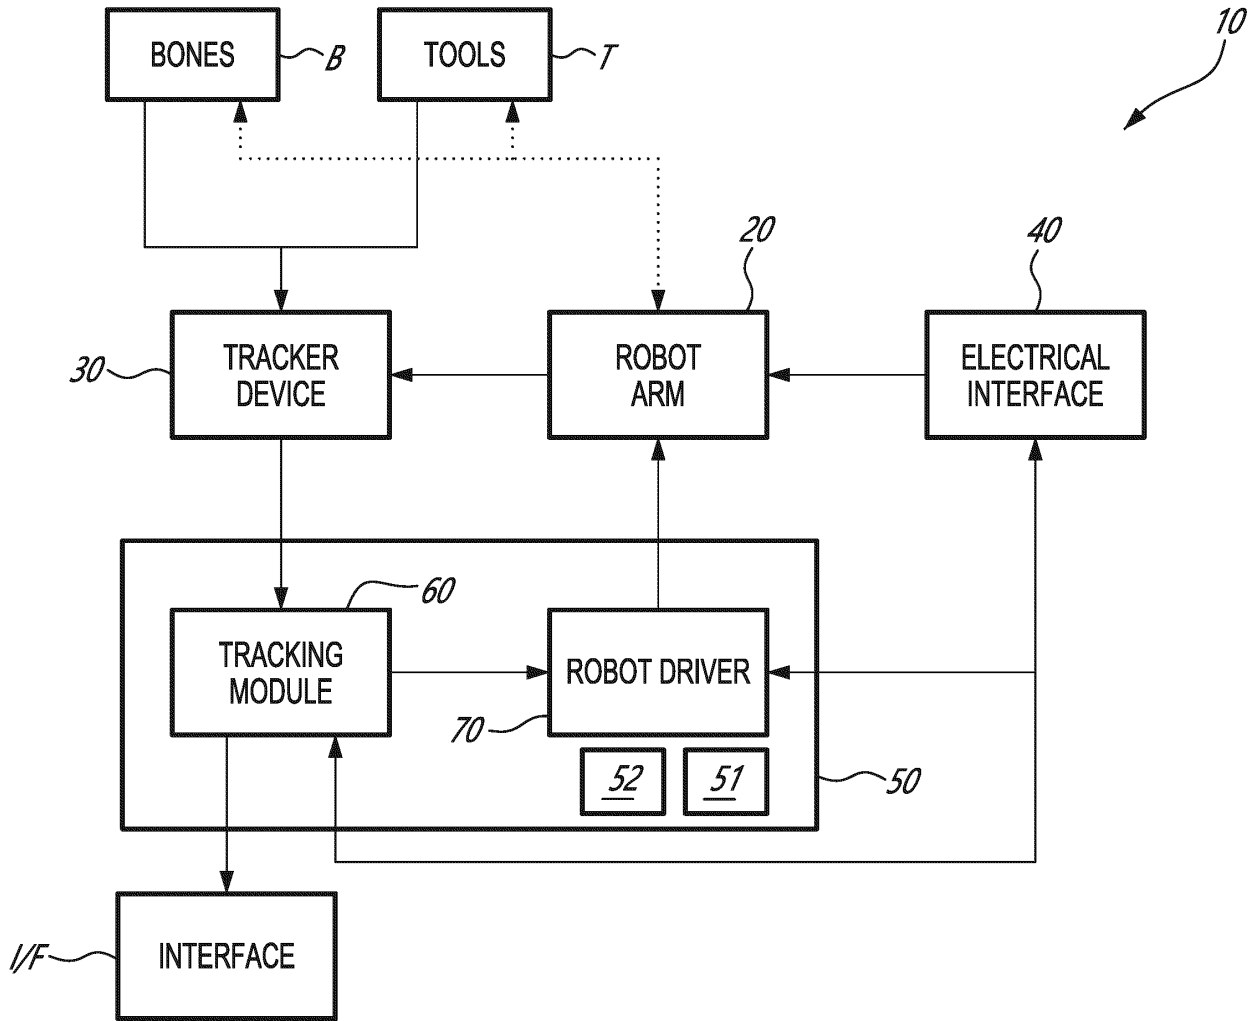 BONES
B
TOOLS
T
10
20
40
30
TRACKER
DEVICE
ROBOT
ARM
ELECTRICAL
INTERFACE
60
TRACKING
MODULE
ROBOT DRIVER
70
52
51
50
I/F
INTERFACE